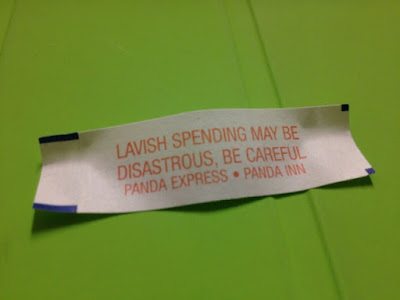 LAVISH SPENDING MAY BE
DISASTROUS, BE CAREFUL
PANDA EXPRESS • PANDA INN